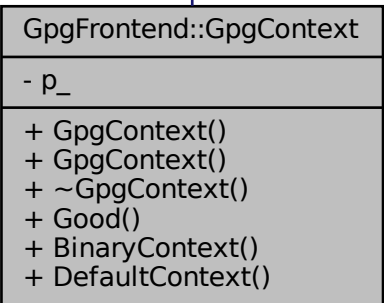 GpgFrontend::GpgContext
- p_
+ GpgContext()
+ GpgContext()
+ ~GpgContext()
+ Good()
+ BinaryContext()
+ DefaultContext()